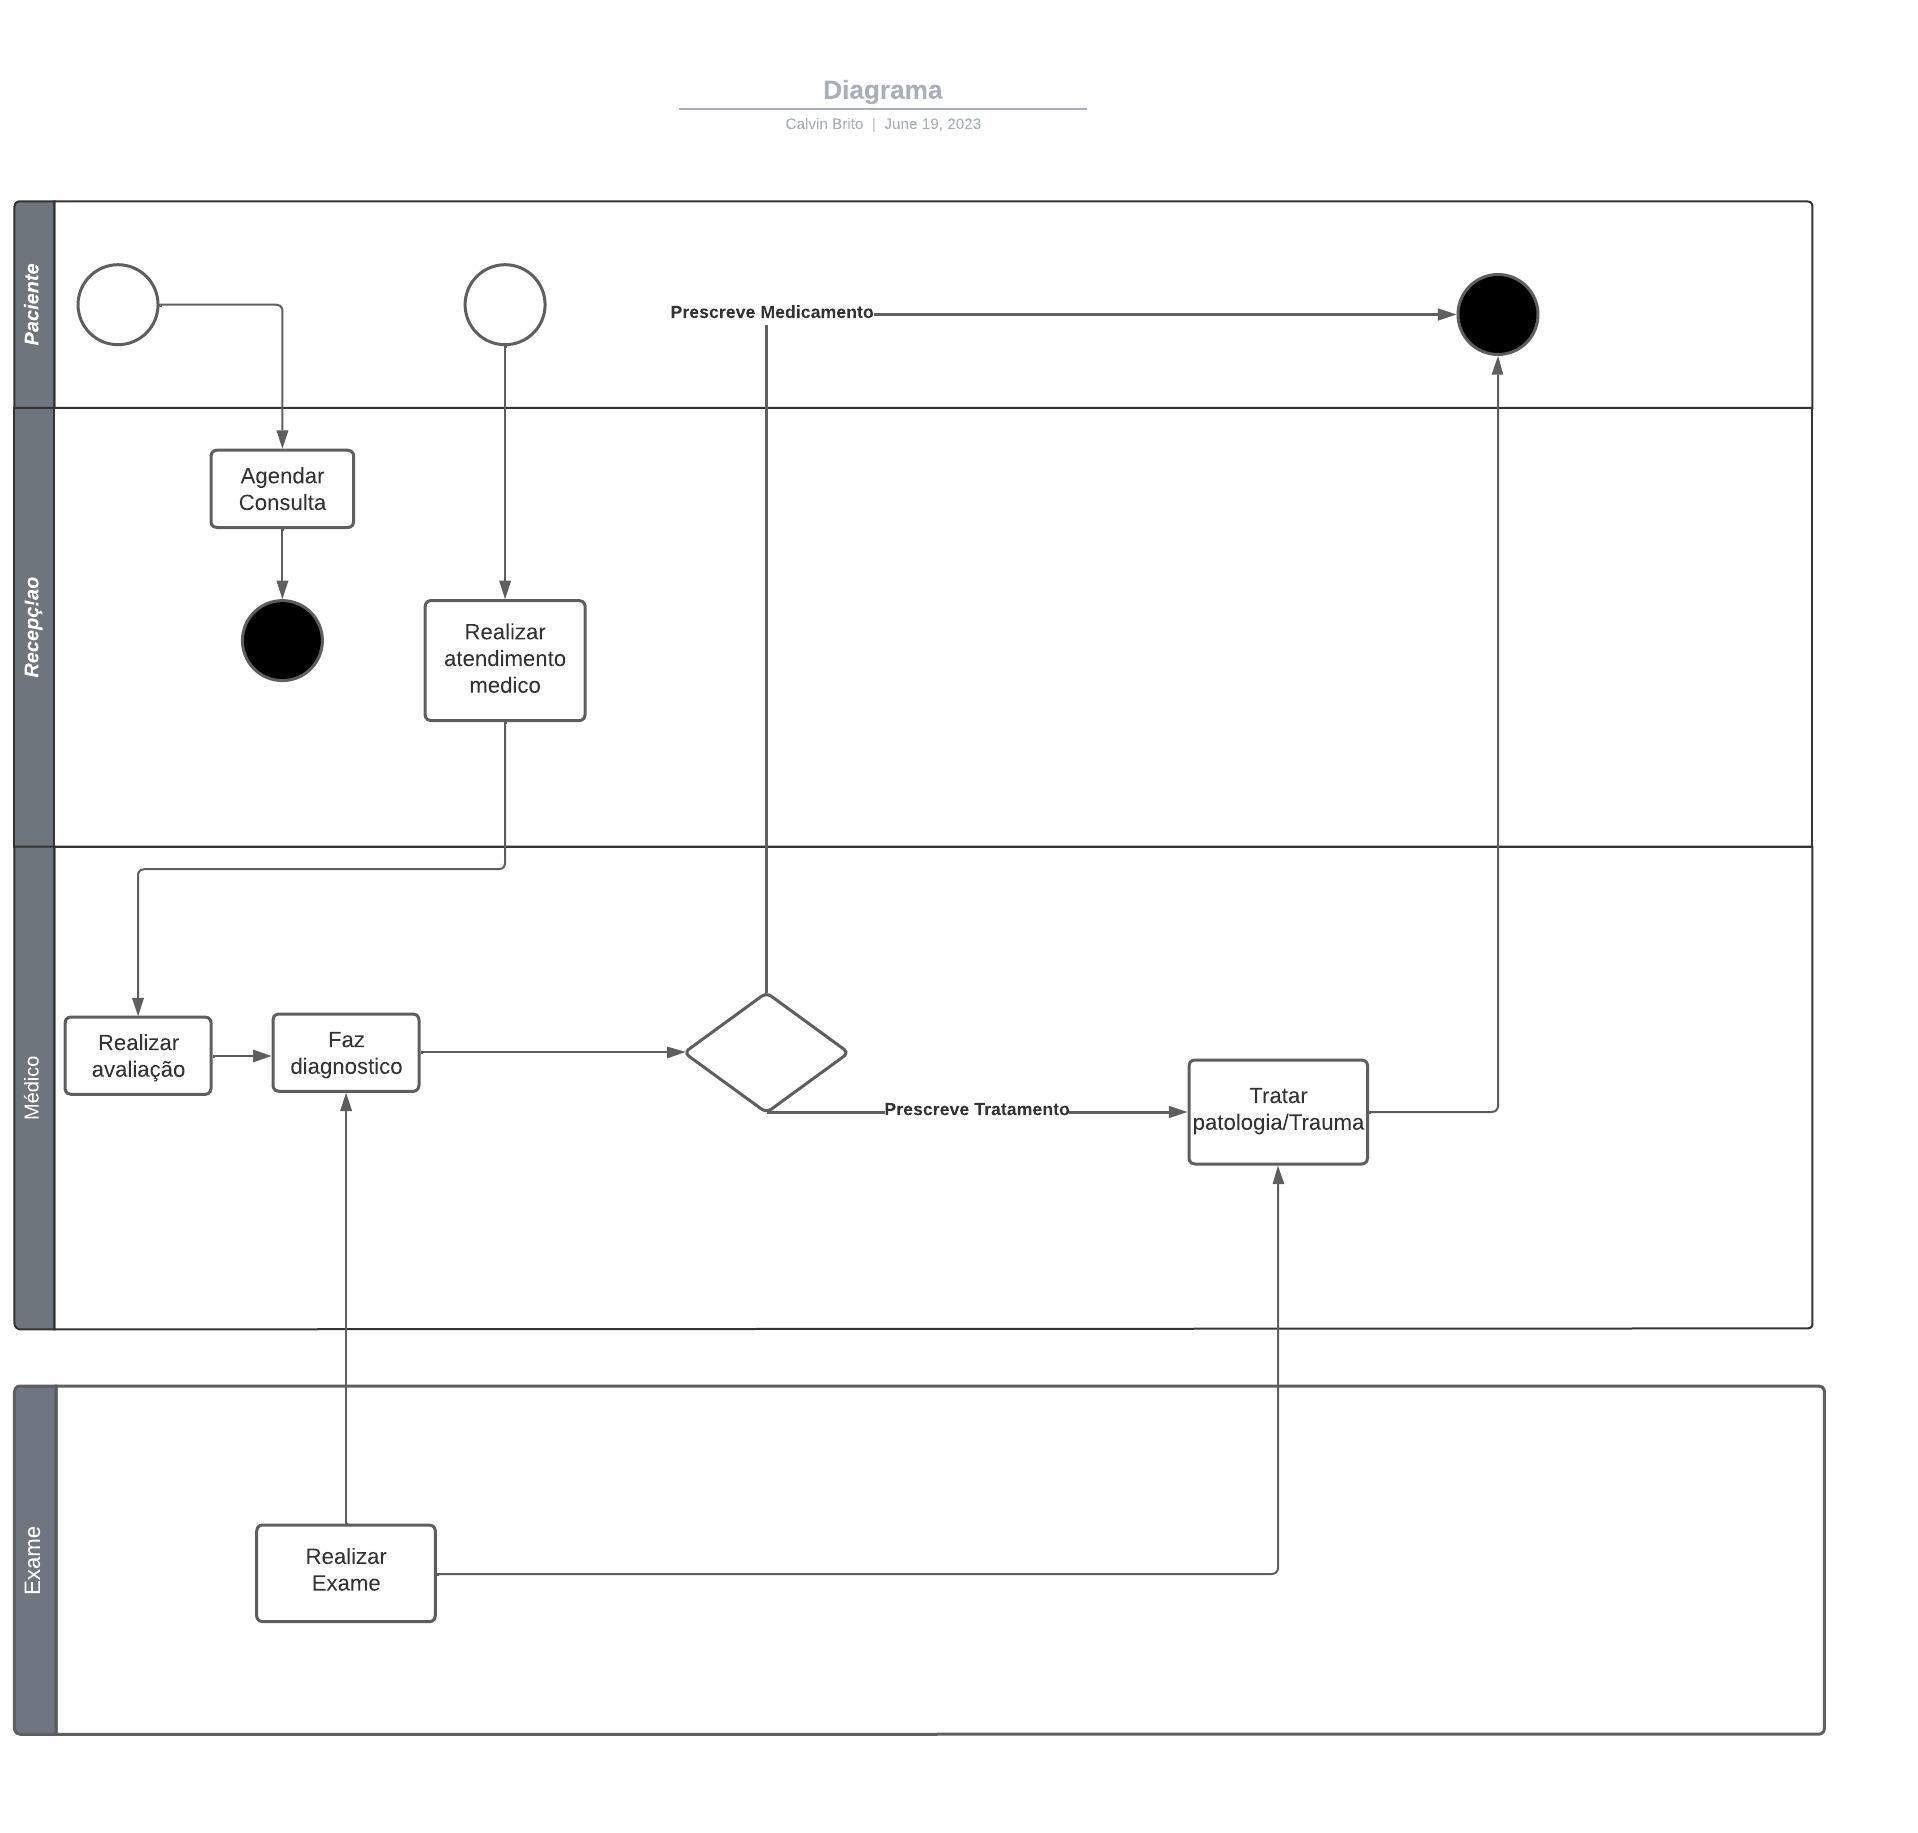 Diagrama
Calvin Brito | June 19, 2023
Paciente
Prescreve Medicamento
Recepç!ao
Agendar
Consulta
Realizar
atendimento
medico
Médico
Realizar
avaliação
Faz
diagnostico
Prescreve Tratamento
Tratar
patologia/Trauma
Exame
Realizar
Exame